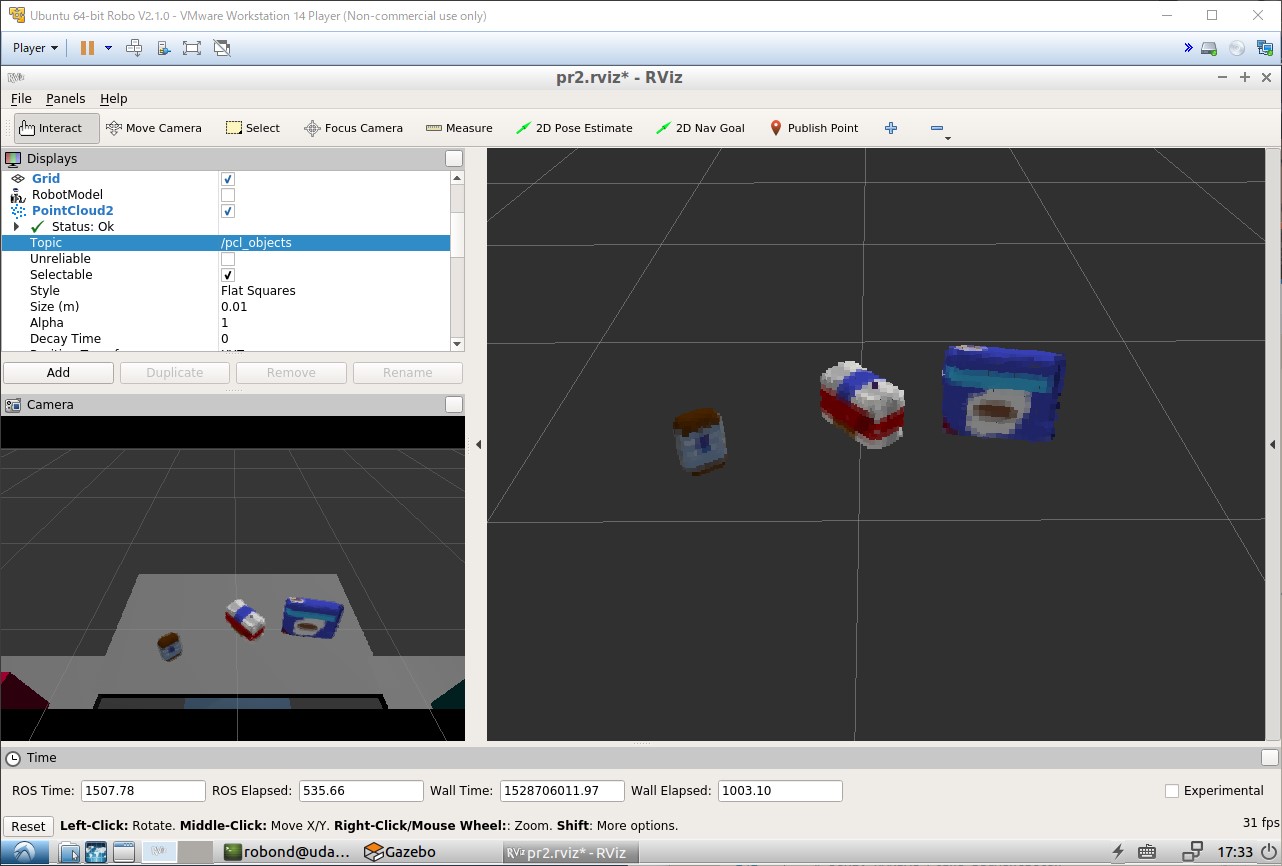 Ubuntu 64-bit Robo V2.1.0 - VMware Workstation 14 Player (Non-commercial use only)
Player
pr2.rviz* - RViz
File Panels Help
Interact Move Camera Select Focus Camera Measure 2D Pose Estimate 2D Nav Goal Publish Point
Displays
Grid
RobotModel
PointCloud2
Status: Ok
Topic /pcl_objects
Unreliable
Selectable
Style Flat Squares
Size (m) 0.01
Alpha 1
Decay Time 0
Add Duplicate Remove Rename
Camera
Time
ROS Time: 1507.78 ROS Elapsed: 535.66 Wall Time: 1528706011.97 Wall Elapsed: 1003.10 Experimental
Reset Left-Click: Rotate. Middle-Click: Move X/Y. Right-Click/Mouse Wheel:: Zoom. Shift: More options. 31 fps
robond@uda... Gazebo RViz pr2.rviz* - RViz 17:33